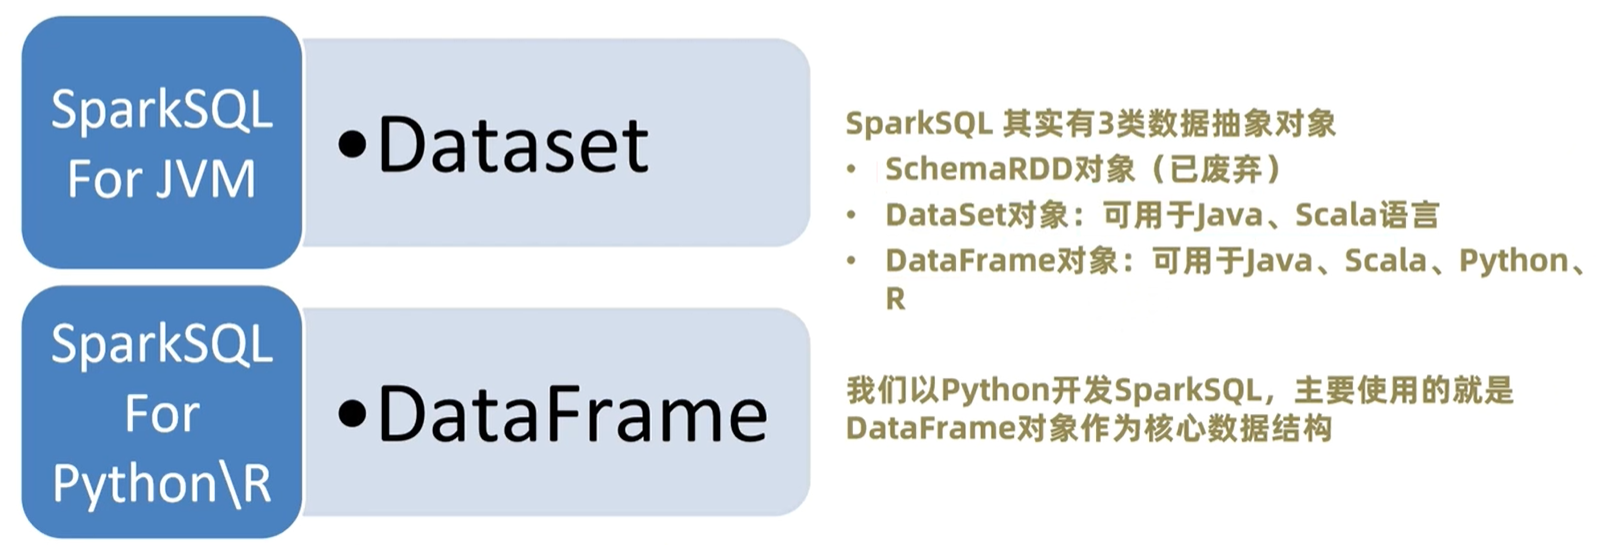 SparkSQL
For JVM
•Dataset
SparkSQL
For
Python\R
•DataFrame
SparkSQL 其实有3类数据抽象对象
• SchemaRDD对象（已废弃）
• DataSet对象：可用于Java、Scala语言
• DataFrame对象：可用于Java、Scala、Python、
R
我们以Python开发SparkSQL，主要使用的就是
DataFrame对象作为核心数据结构